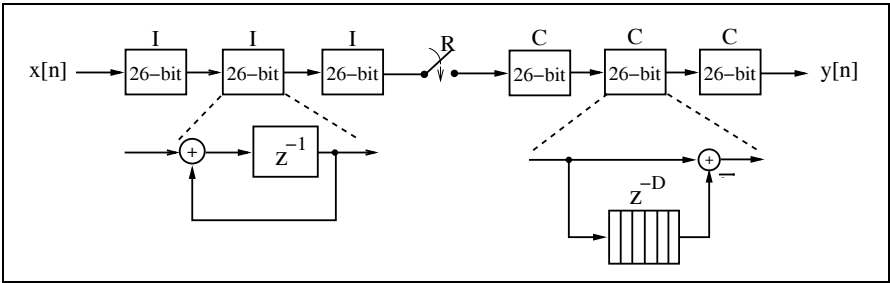 I I I R C C C
x[n] 26-bit 26-bit 26-bit 26-bit 26-bit 26-bit y[n]
+ z^-1 + −
z^-D